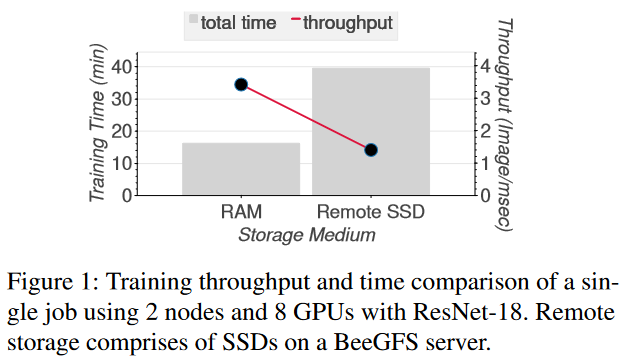 total time throughput
Training Time (min)
40
30
20
10
0
4
3
2
1
0
Throughput (Image/msec)
RAM Remote SSD
Storage Medium
Figure 1: Training throughput and time comparison of a sin-
gle job using 2 nodes and 8 GPUs with ResNet-18. Remote
storage comprises of SSDs on a BeeGFS server.